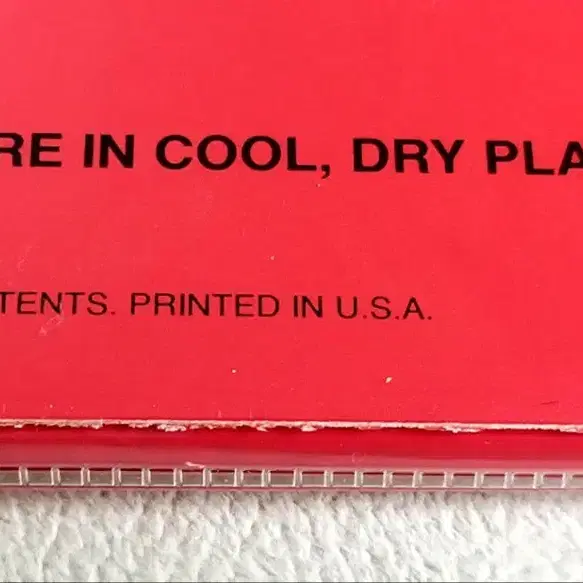 RE IN COOL, DRY PLA
TENTS. PRINTED IN U.S.A.